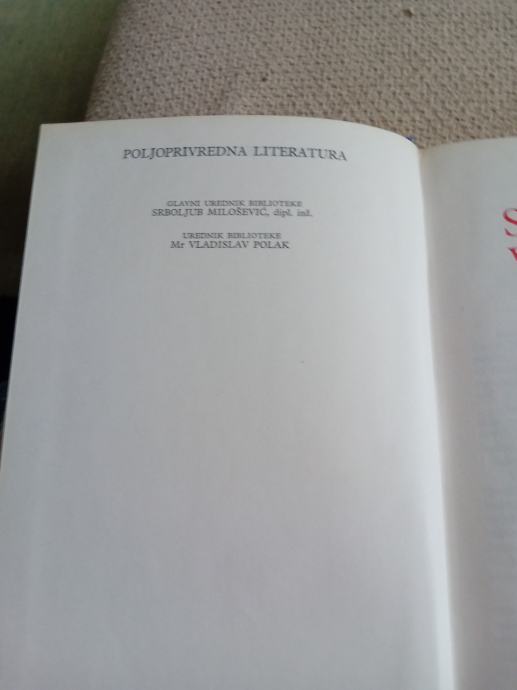 POLJOPRIVREDNA LITERATURA
GLAVNI UREDNIK BIBLIOTEKE
SRBOLJUB MILOŠEVIĆ, dipl. inž.
UREDNIK BIBLIOTEKE
Mr VLADISLAV POLAK
S